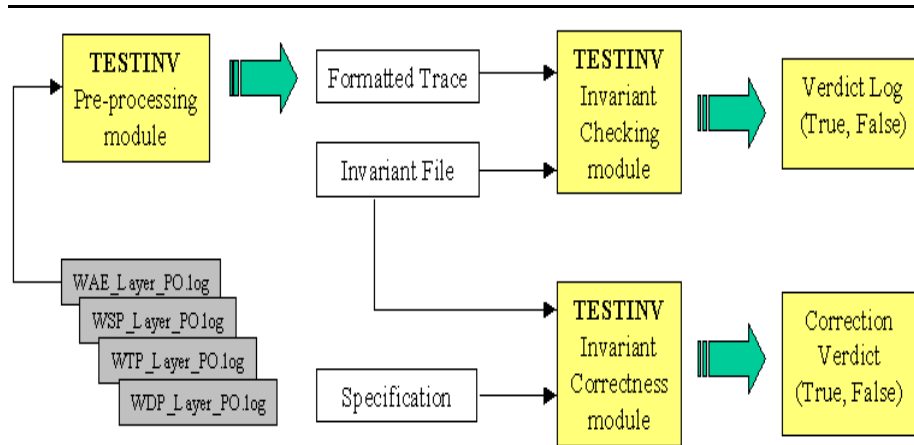 TESTINV
Pre-processing
module
Formatted Trace
TESTINV
Invariant
Checking
module
Verdict Log
(True, False)
Invariant File
WAE_Layer_PO.log
WSP_Layer_PO.log
WTP_Layer_PO.log
WDP_Layer_PO.log
Specification
TESTINV
Invariant
Correctness
module
Correction
Verdict
(True, False)